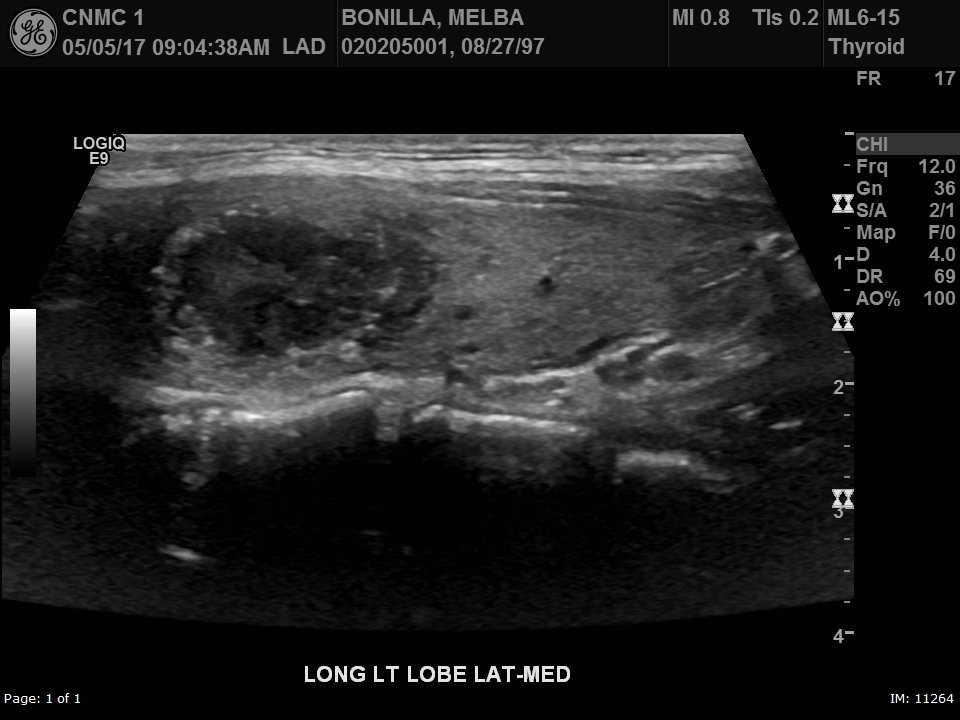 CNMC 1
05/05/17 09:04:38AM LAD
BONILLA, MELBA
020205001, 08/27/97
MI 0.8 TIs 0.2
ML6-15
Thyroid
FR 17
LOGIQ
E9
CHI
Frq 12.0
Gn 36
S/A 2/1
Map F/0
D 4.0
DR 69
AO% 100
1
2
3
4
LONG LT LOBE LAT-MED
Page: 1 of 1
IM: 11264